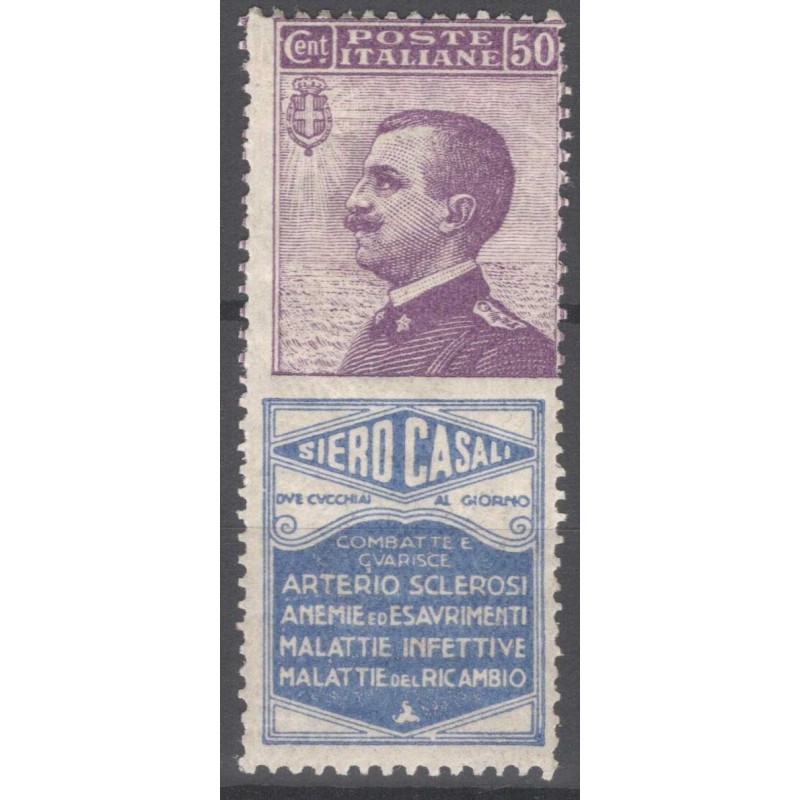 Cent. POSTE ITALIANE 50
SIERO CASALI
DVE CVCCHIAI AL GIORNO
COMBATTE E
GVARISCE
ARTERIO SCLEROSI
ANEMIE ED ESAVRIMENTI
MALATTIE INFETTIVE
MALATTIE DEL RICAMBIO